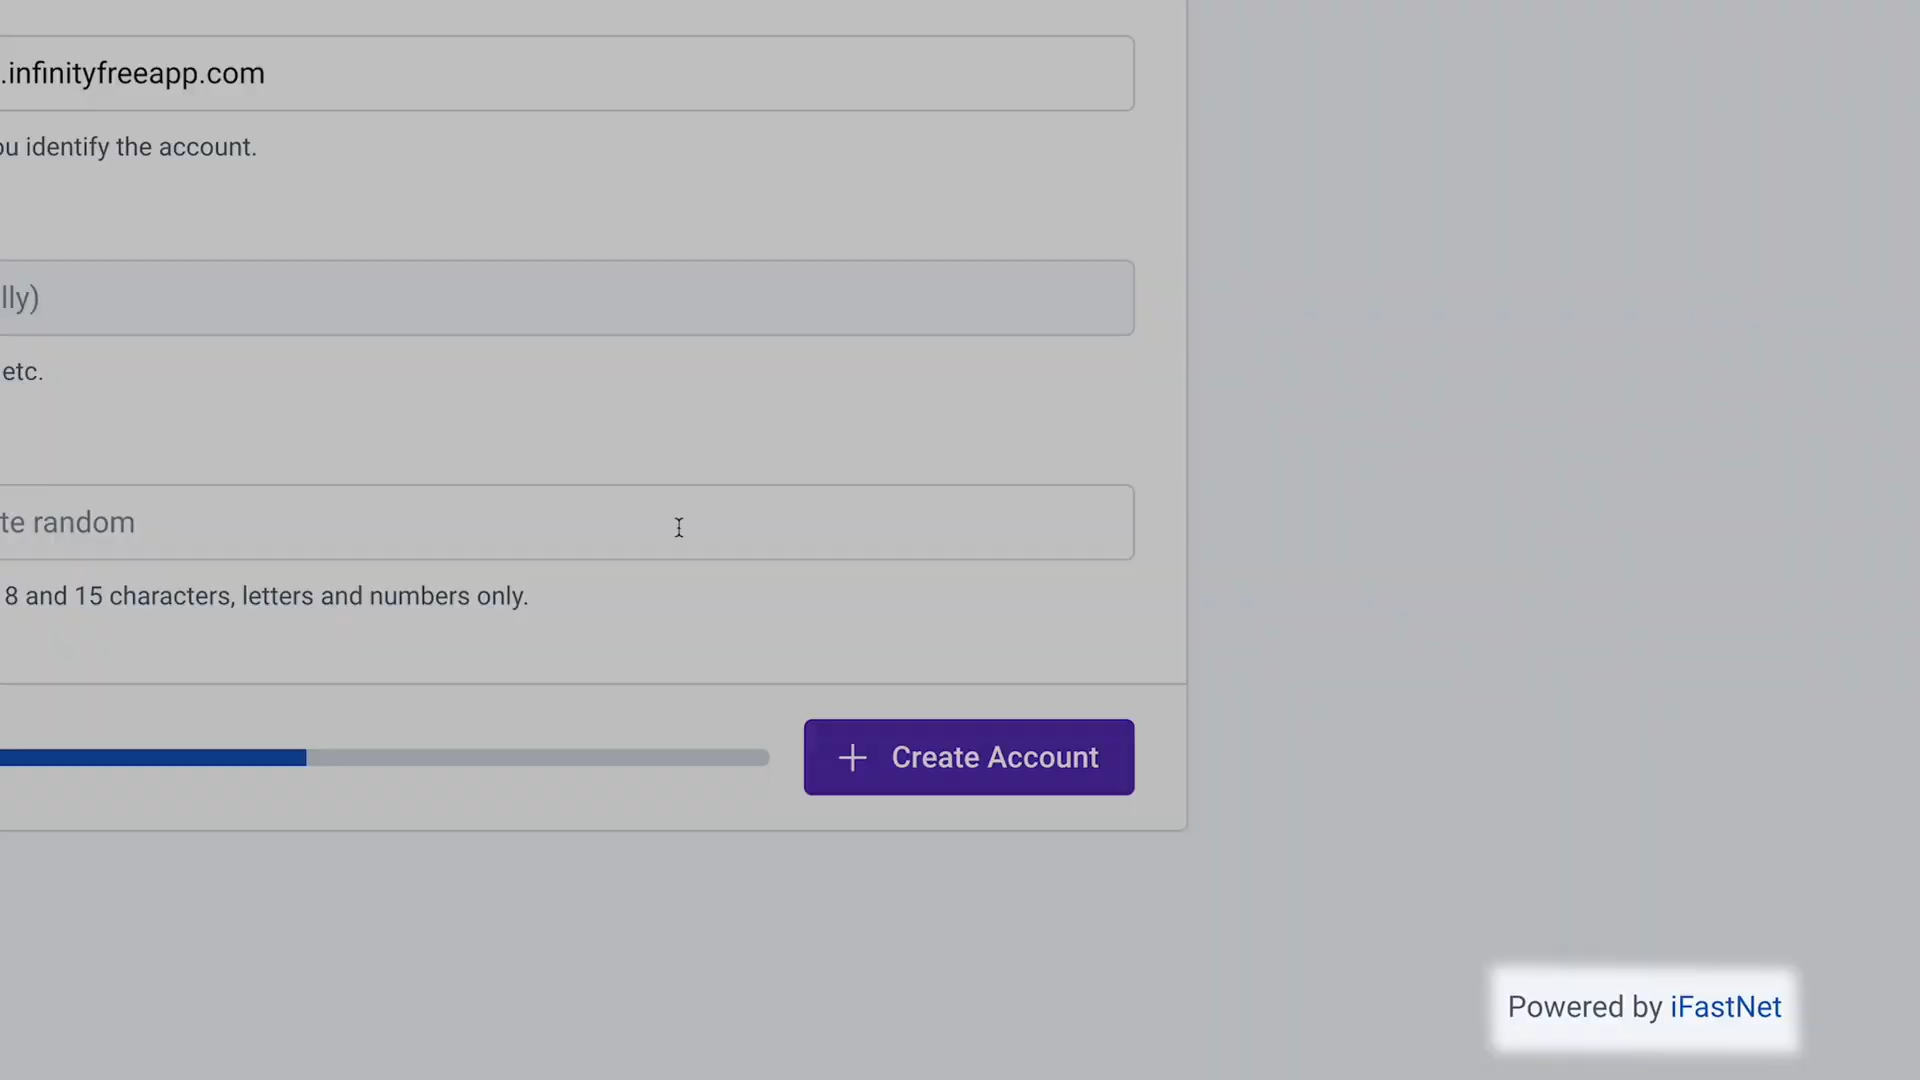 .infinityfreeapp.com
ou identify the account.
lly)
etc.
te random
8 and 15 characters, letters and numbers only.
Create Account
Powered by iFastNet